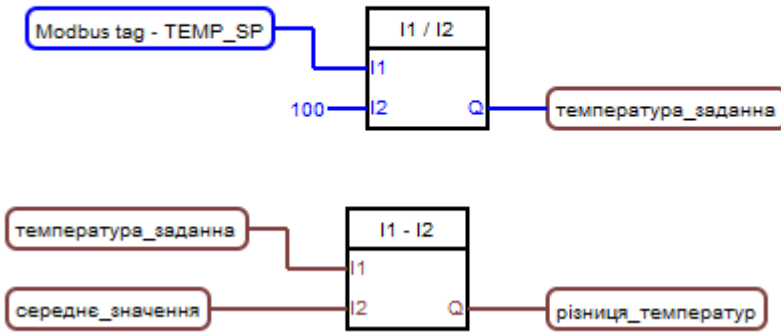 Modbus tag - TEMP_SP
I1 / I2
I1
100
I2
Q
температура_заданна
температура_заданна
I1 - I2
I1
середнє_значення
I2
Q
різниця_температур